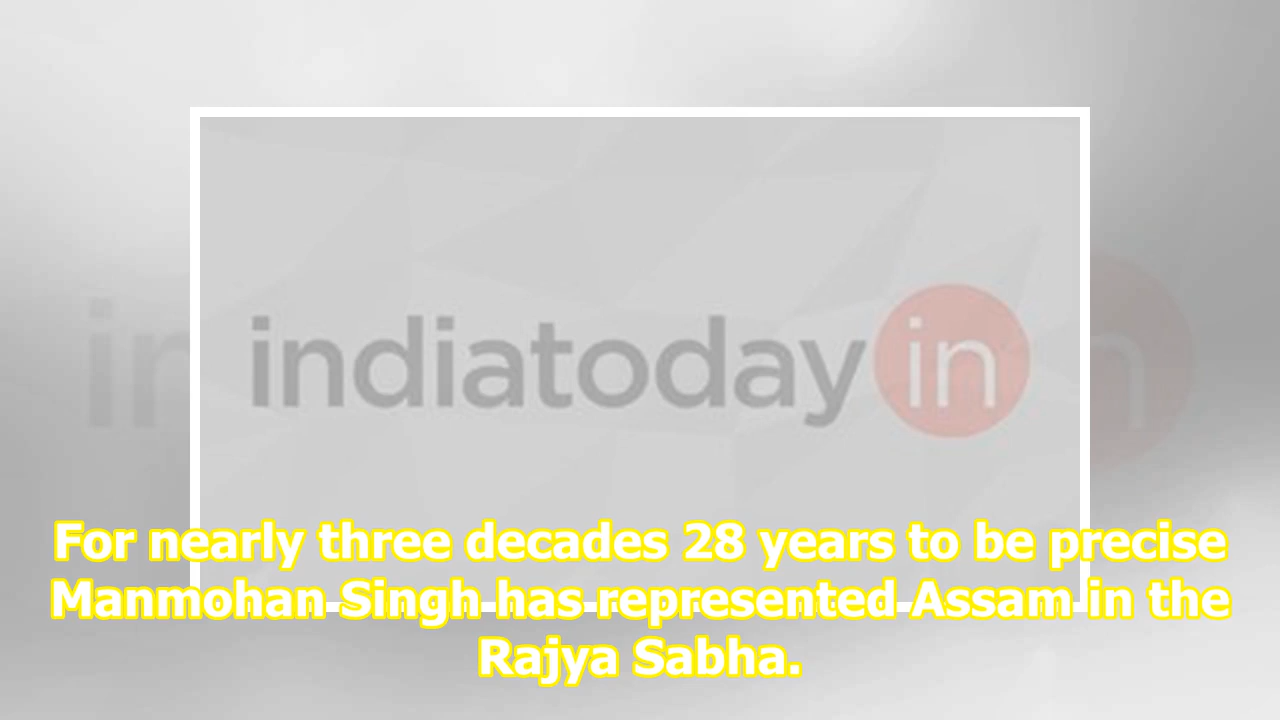 indiatoday in
in
n
For nearly three decades 28 years to be precise
Manmohan Singh has represented Assam in the
Rajya Sabha.